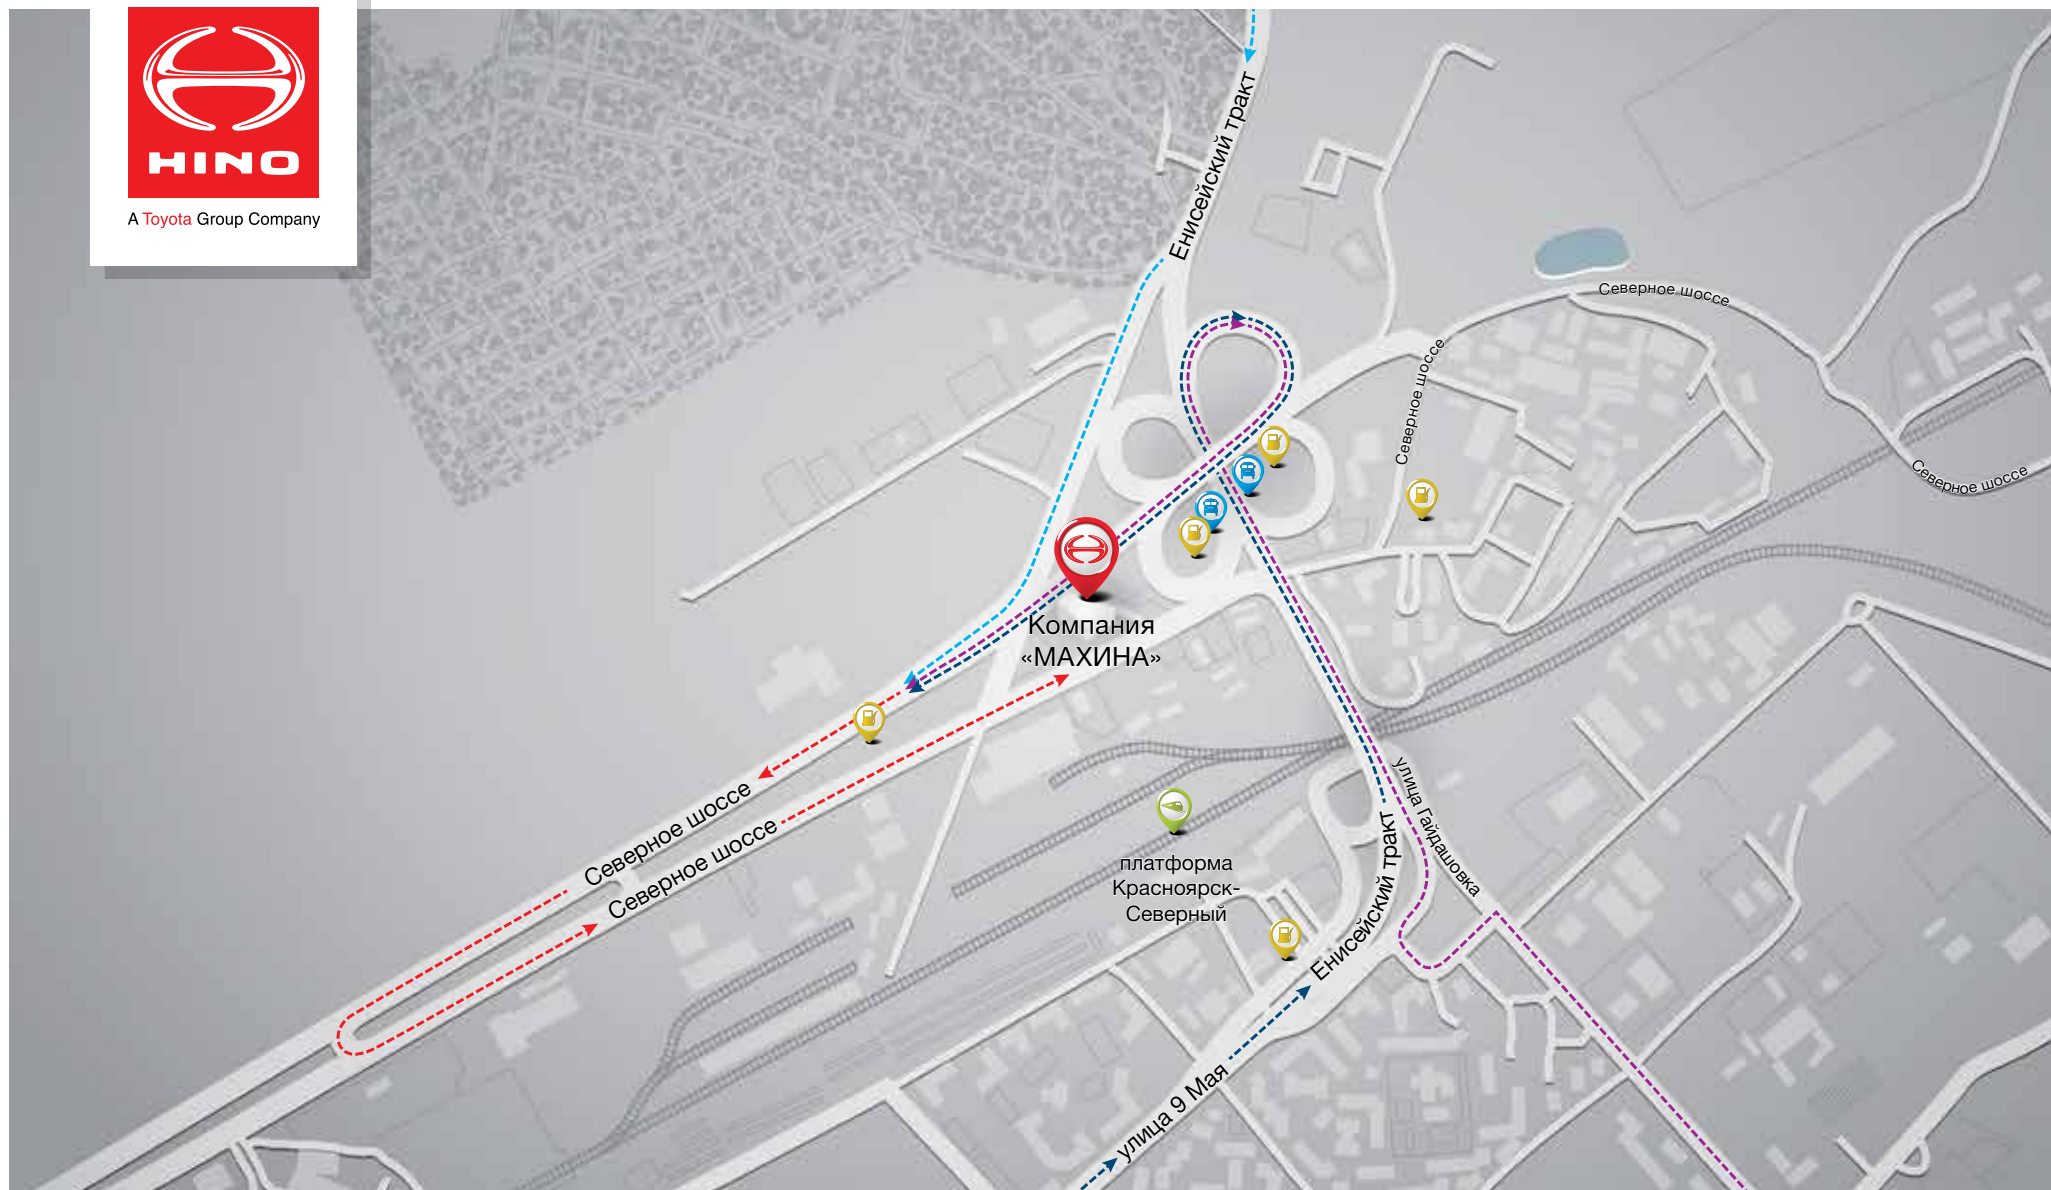 HINO
A Toyota Group Company
Енисейский тракт
Северное шоссе
Северное шоссе
Северное шоссе
Компания
«МАХИНА»
Северное шоссе
Северное шоссе
улица Гайдашовка
платформа
Красноярск-
Северный
Енисейский тракт
улица 9 Мая